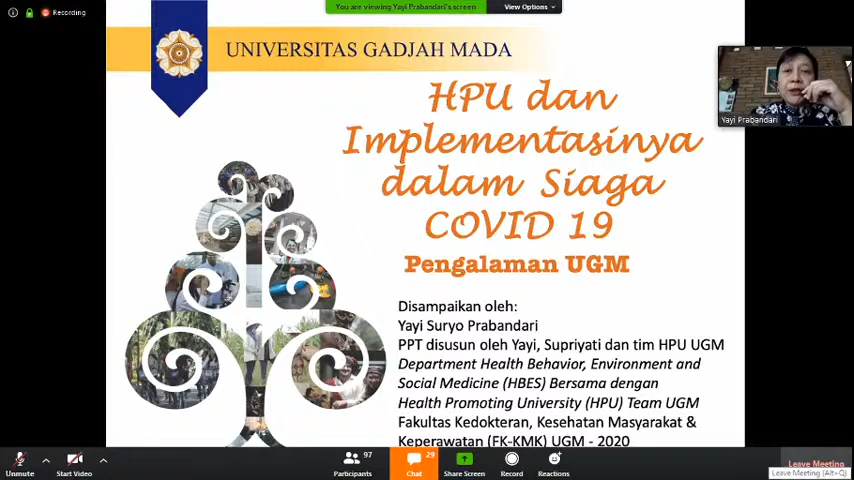 Recording
You are viewing Yayi Prabandari's screen
View Options
UNIVERSITAS GADJAH MADA
HPU dan
Implementasinya
dalam Siaga
COVID 19
Pengalaman UGM
Yayi Prabandari
Disampaikan oleh:
Yayi Suryo Prabandari
PPT disusun oleh Yayi, Supriyati dan tim HPU UGM
Department Health Behavior, Environment and
Social Medicine (HBES) Bersama dengan
Health Promoting University (HPU) Team UGM
Fakultas Kedokteran, Kesehatan Masyarakat &
Keperawatan (FK-KMK) UGM - 2020
Unmute
Start Video
97
Participants
29
Chat
Share Screen
Record
Reactions
Leave Meeting
Leave Meeting (Alt+Q)